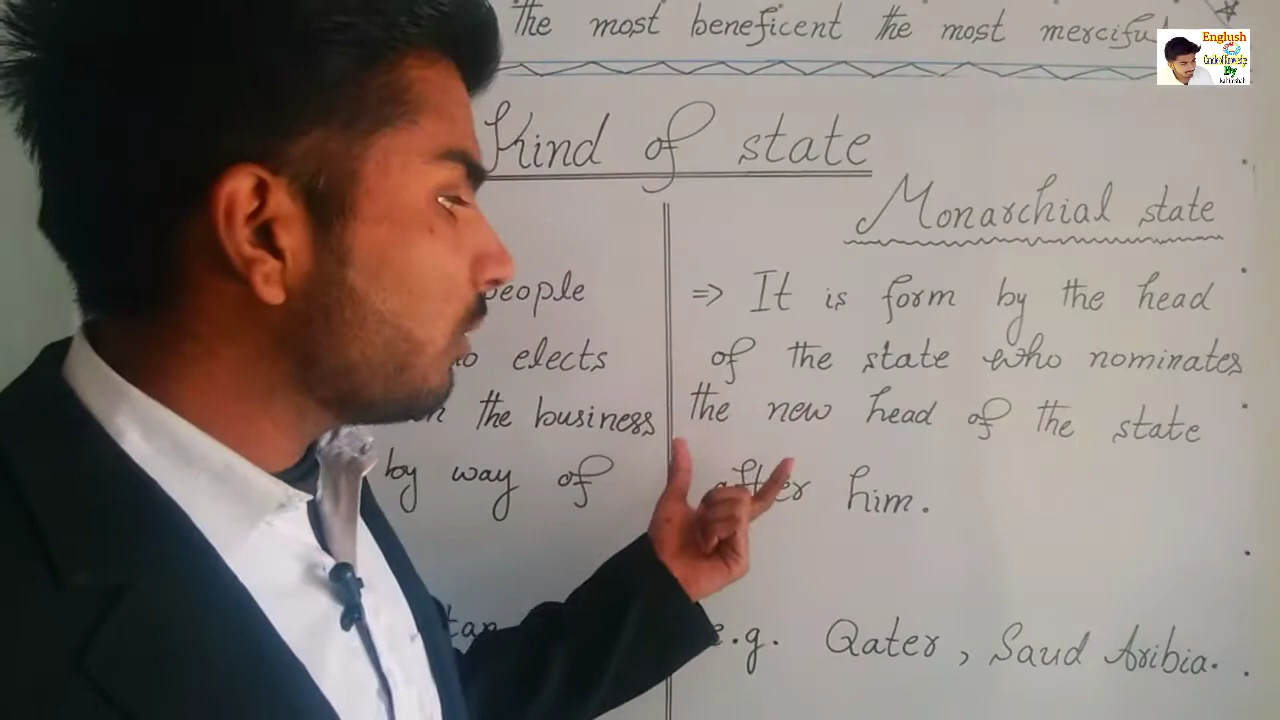 The most beneficent the most merciful
Englush
By
Kind of state
people
elects
the business
by way of
Monarchial state
=> It is form by the head
of the state who nominates
the new head of the state
after him.
e.g. Qater, Saud Aribia.